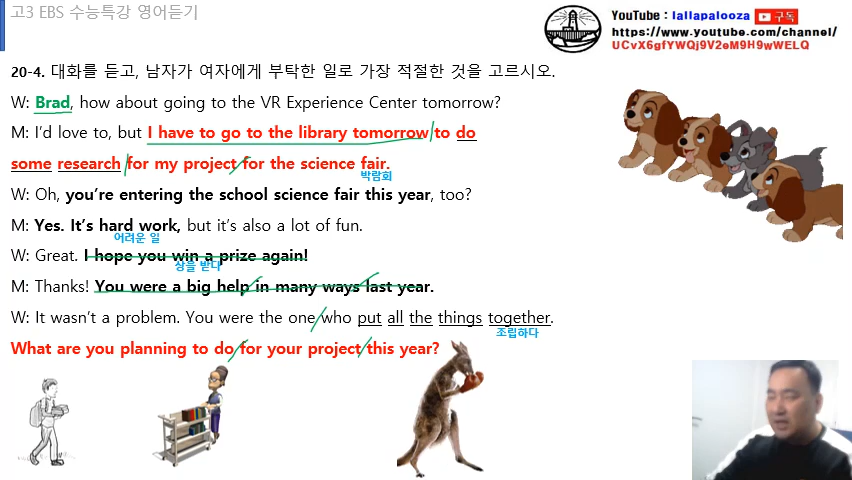 고3 EBS 수능특강 영어듣기
YouTube : lallapalooza 구독
https://www.youtube.com/channel/
UCvX6gfYWQj9V2eM9H9wWELQ
20-4. 대화를 듣고, 남자가 여자에게 부탁한 일로 가장 적절한 것을 고르시오.
W: Brad, how about going to the VR Experience Center tomorrow?
M: I’d love to, but I have to go to the library tomorrow to do
some research for my project for the science fair.
박람회
W: Oh, you’re entering the school science fair this year, too?
M: Yes. It’s hard work, but it’s also a lot of fun.
어려운 일
W: Great. I hope you win a prize again!
상을 받다
M: Thanks! You were a big help in many ways last year.
W: It wasn’t a problem. You were the one who put all the things together.
조립하다
What are you planning to do for your project this year?